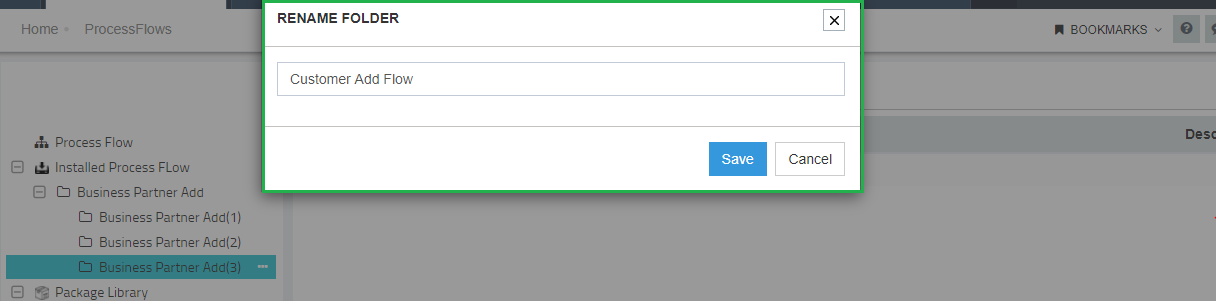 RENAME FOLDER
Home ProcessFlows
BOOKMARKS
Customer Add Flow
Save Cancel
Process Flow
Installed Process FLow
Business Partner Add
Business Partner Add(1)
Business Partner Add(2)
Business Partner Add(3)
Package Library